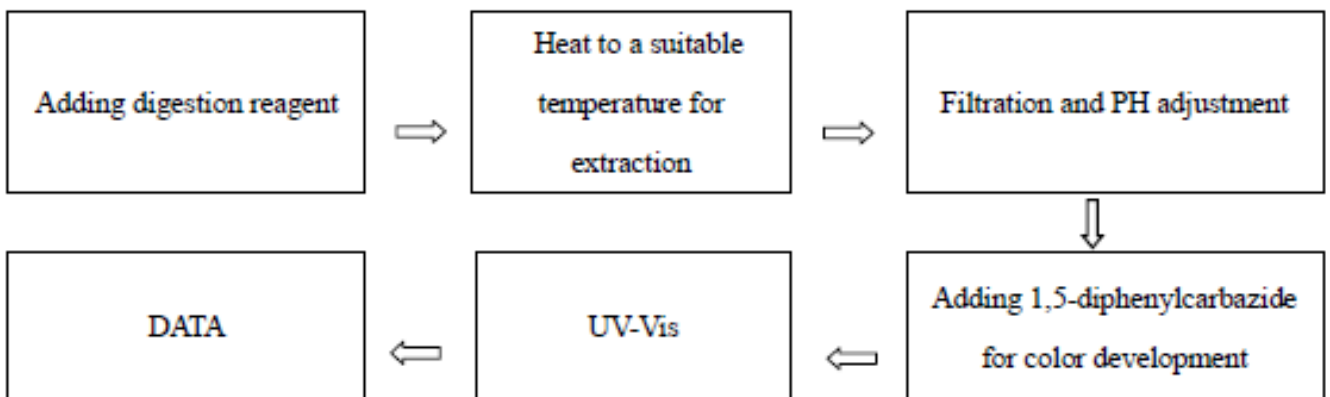 Adding digestion reagent
Heat to a suitable
temperature for
extraction
Filtration and PH adjustment
Adding 1,5-diphenylcarbazide
for color development
UV-Vis
DATA